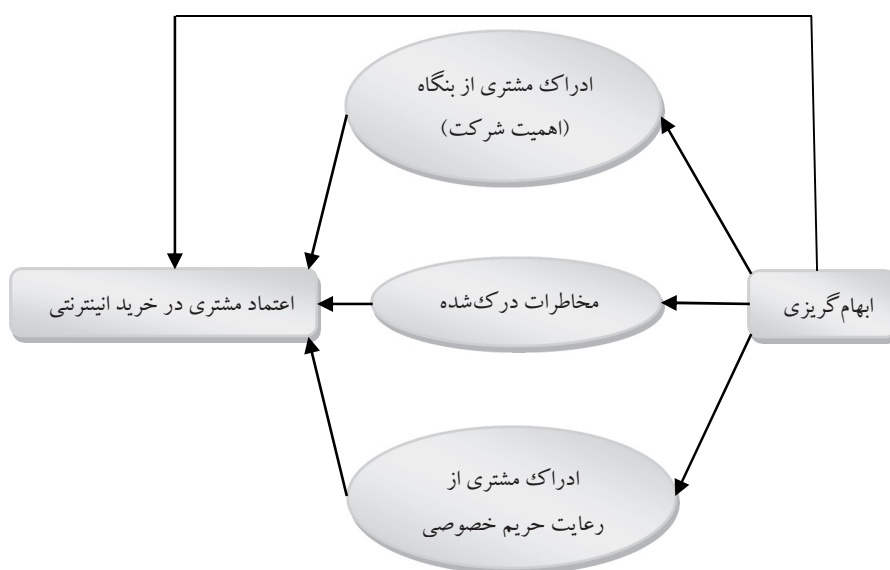 ادراک مشتری از بنگاه
(اهمیت شرکت)
ابهام‌گریزی
مخاطرات درک‌شده
اعتماد مشتری در خرید انیترنتی
ادراک مشتری از
رعایت حریم خصوصی